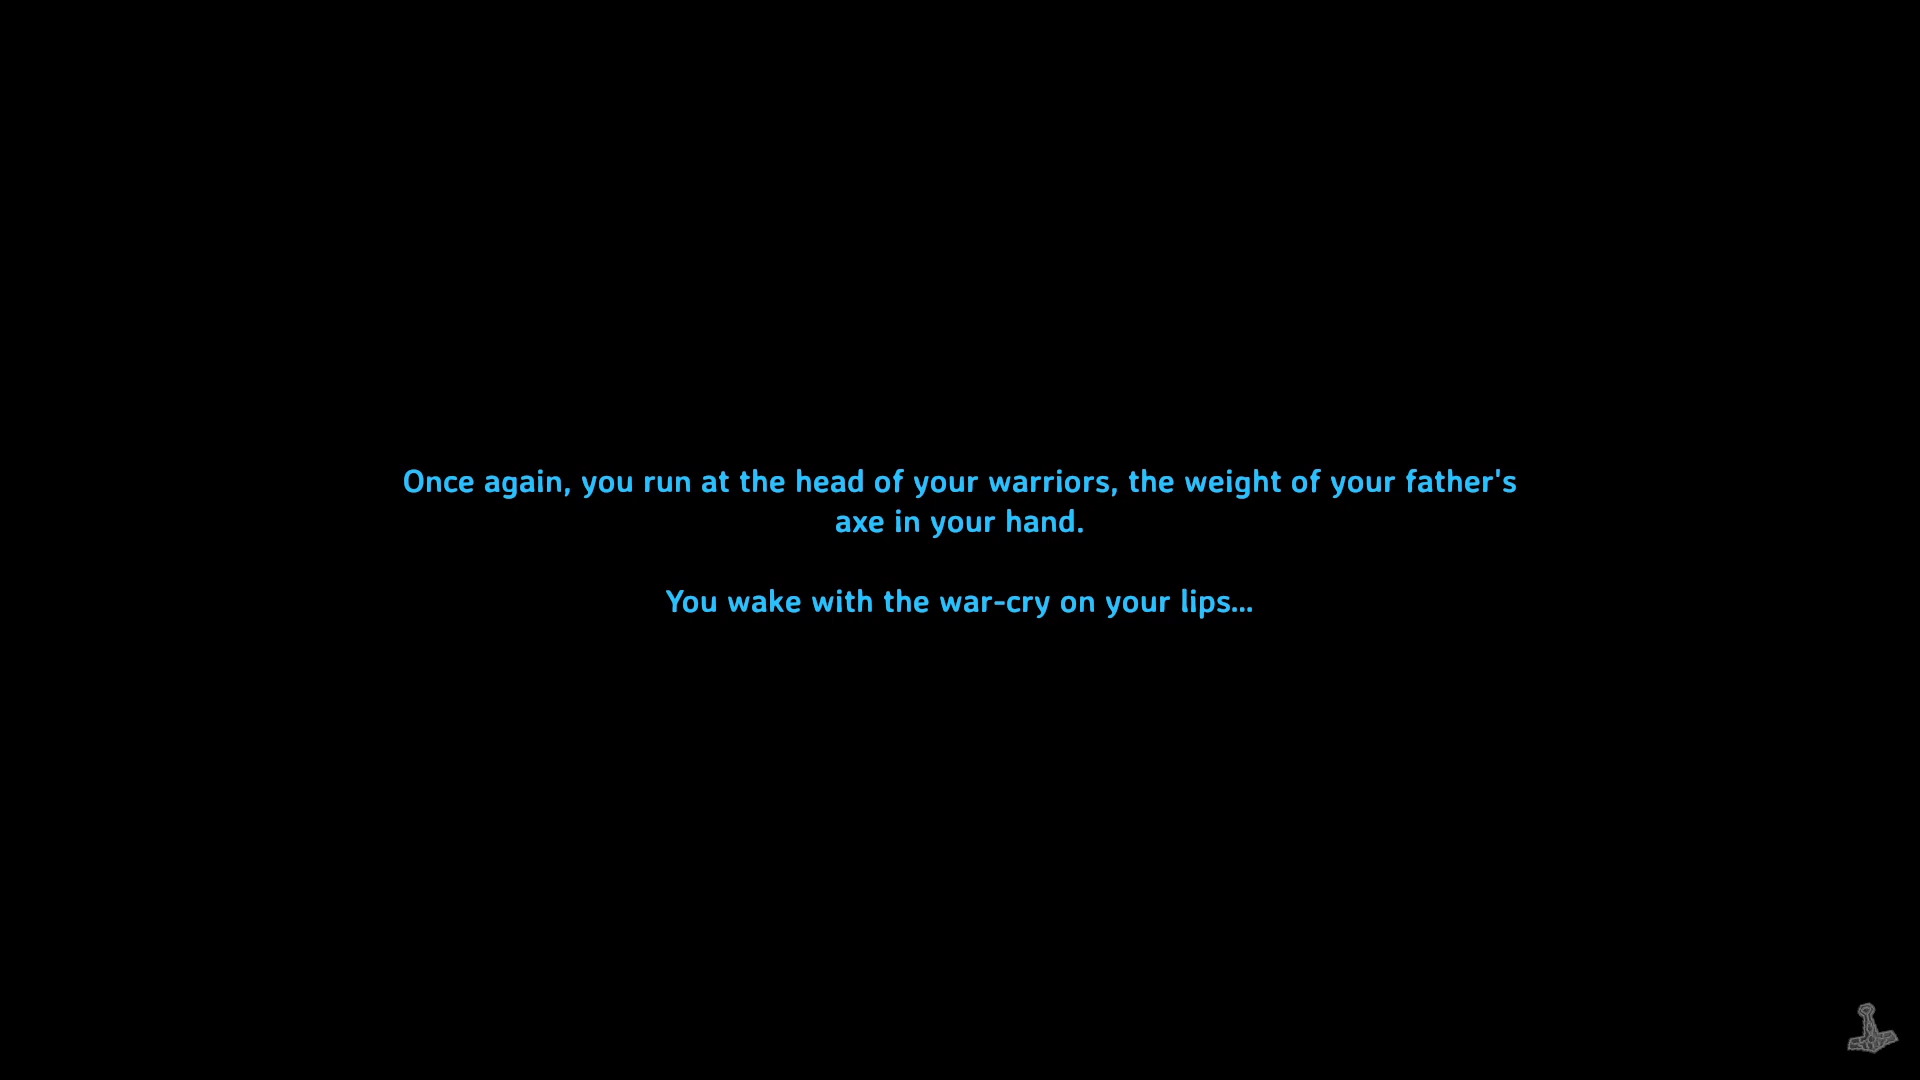 Once again, you run at the head of your warriors, the weight of your father's
axe in your hand.
You wake with the war-cry on your lips...